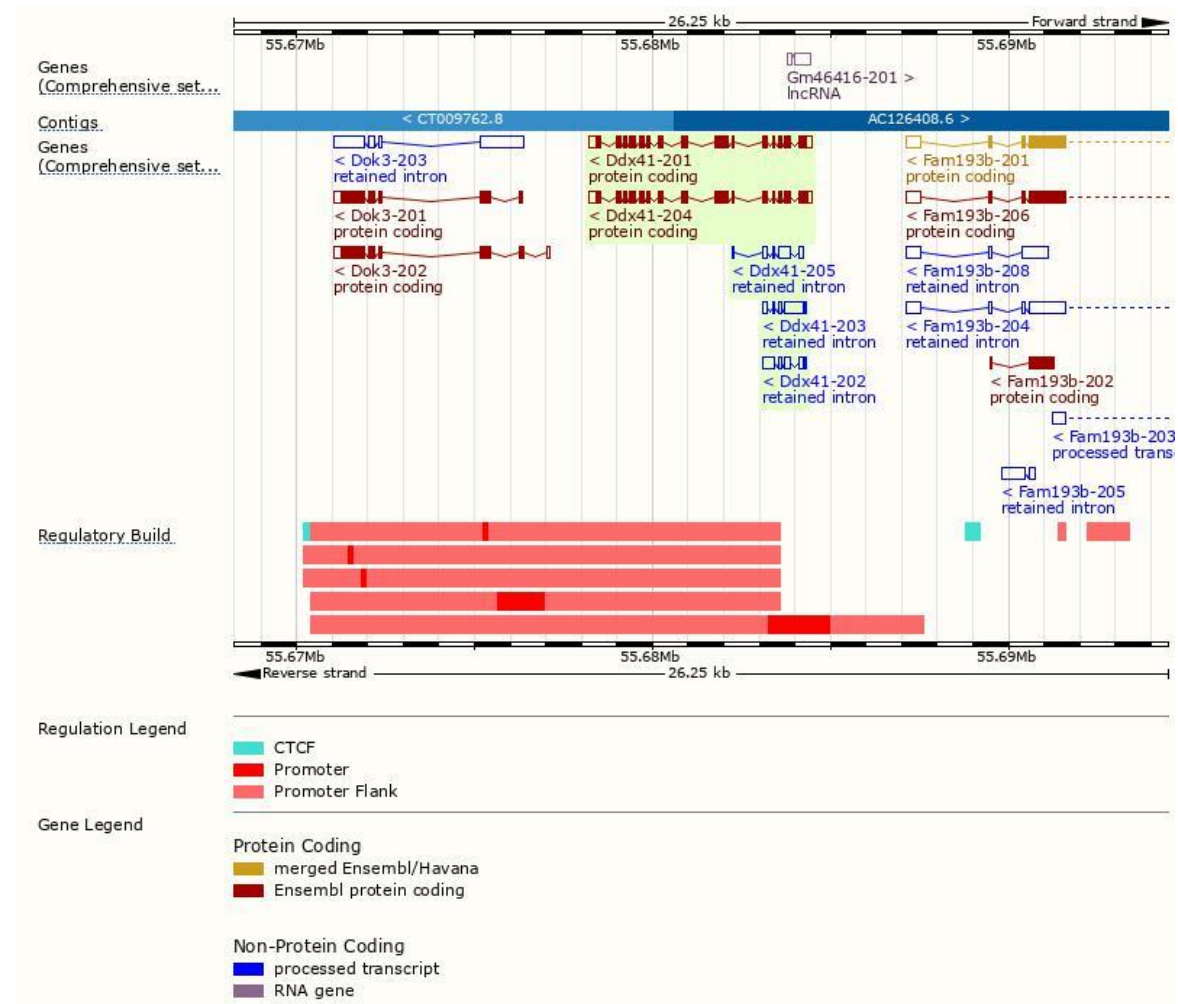 26.25 kb Forward strand
55.67Mb 55.68Mb 55.69Mb
Genes
(Comprehensive set...
Gm46416-201 >
lncRNA
Contigs
< CT009762.8 AC126408.6 >
Genes
(Comprehensive set...
< Dok3-203 < Ddx41-201 < Fam193b-201
retained intron protein coding protein coding
< Dok3-201 < Ddx41-204 < Fam193b-206
protein coding protein coding protein coding
< Dok3-202 < Ddx41-205 < Fam193b-208
protein coding retained intron retained intron
< Ddx41-203 < Fam193b-204
retained intron retained intron
< Ddx41-202 < Fam193b-202
retained intron protein coding
< Fam193b-203
processed trans
< Fam193b-205
retained intron
Regulatory Build
55.67Mb 55.68Mb 55.69Mb
Reverse strand 26.25 kb
Regulation Legend
CTCF
Promoter
Promoter Flank
Gene Legend
Protein Coding
merged Ensembl/Havana
Ensembl protein coding
Non-Protein Coding
processed transcript
RNA gene